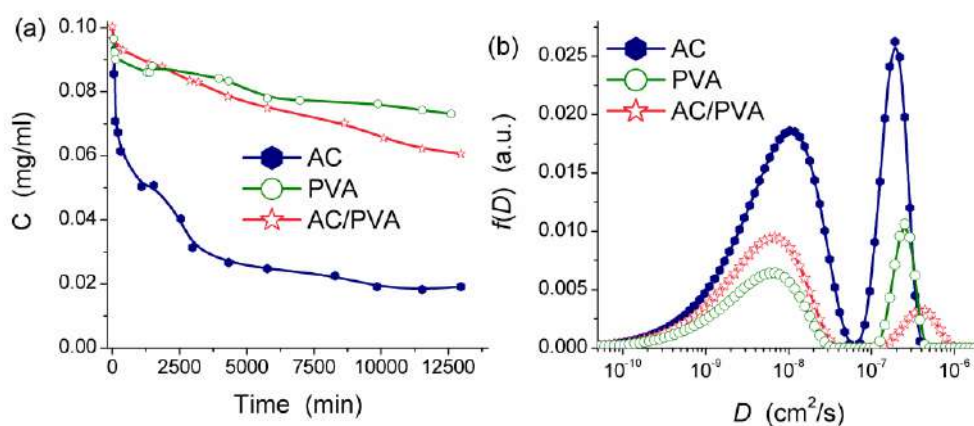 (a)
0.10
0.08
0.06
0.04
0.02
0.00
C (mg/ml)
AC
PVA
AC/PVA
0 2500 5000 7500 10000 12500
Time (min)
(b)
0.025
0.020
0.015
0.010
0.005
0.000
f(D) (a.u.)
AC
PVA
AC/PVA
10⁻¹⁰ 10⁻⁹ 10⁻⁸ 10⁻⁷ 10⁻⁶
D (cm²/s)